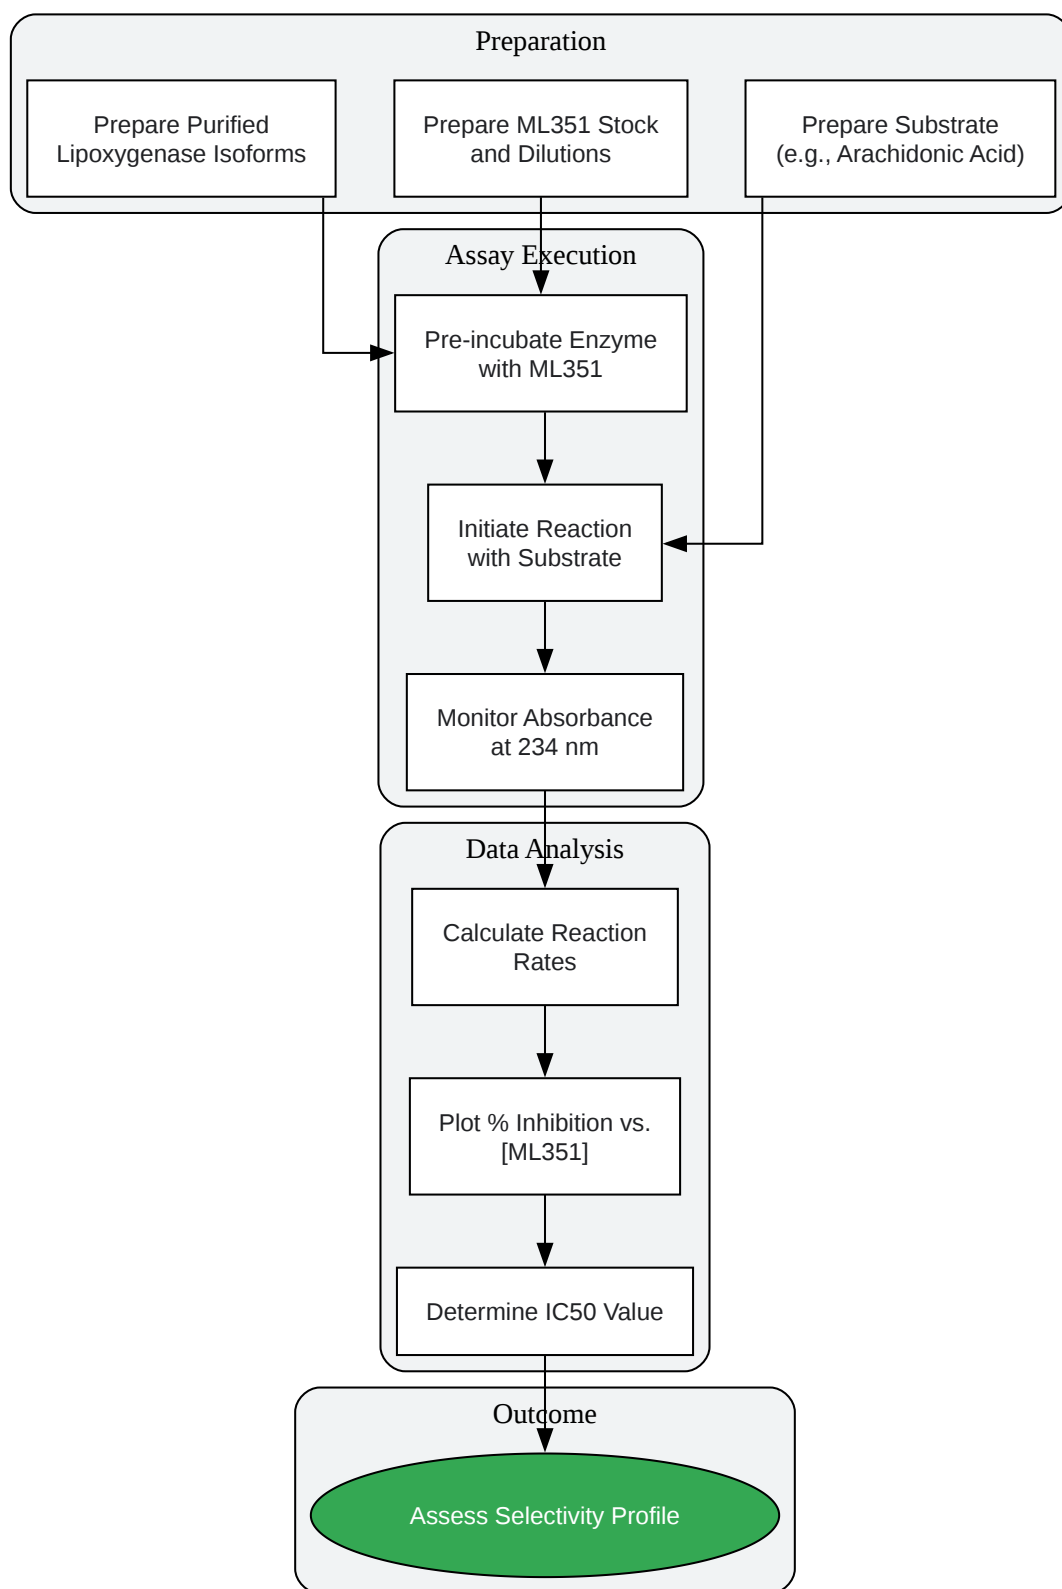 Preparation
Prepare Purified
Lipoxygenase Isoforms
Prepare ML351 Stock
and Dilutions
Prepare Substrate
(e.g., Arachidonic Acid)
Assay Execution
Pre-incubate Enzyme
with ML351
Initiate Reaction
with Substrate
Monitor Absorbance
at 234 nm
Data Analysis
Calculate Reaction
Rates
Plot % Inhibition vs.
[ML351]
Determine IC50 Value
Outcome
Assess Selectivity Profile